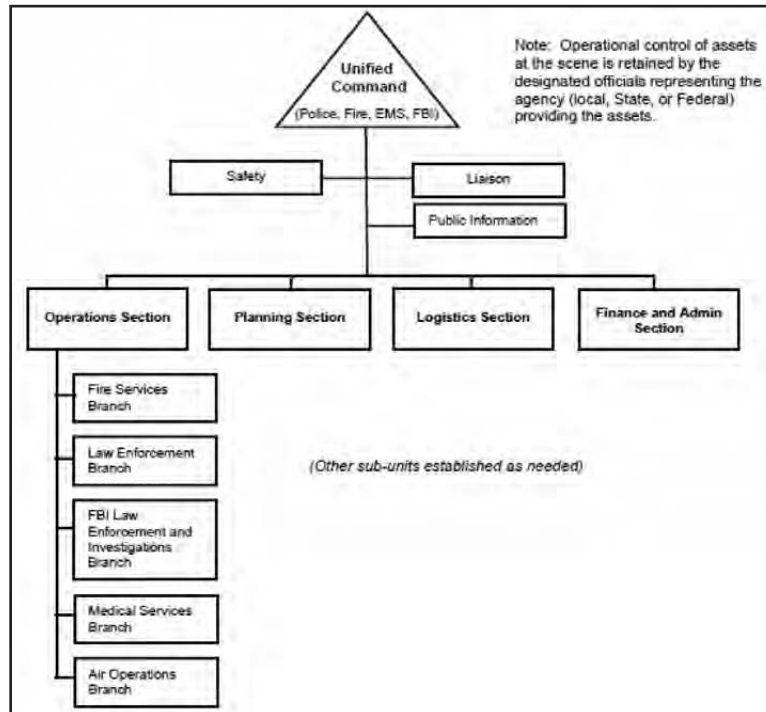 Unified
Command
(Police, Fire, EMS, FBI)
Note: Operational control of assets
at the scene is retained by the
designated officials representing the
agency (local, State, or Federal)
providing the assets.
Safety
Liaison
Public Information
Operations Section
Planning Section
Logistics Section
Finance and Admin
Section
Fire Services
Branch
Law Enforcement
Branch
(Other sub-units established as needed)
FBI Law
Enforcement and
Investigations
Branch
Medical Services
Branch
Air Operations
Branch